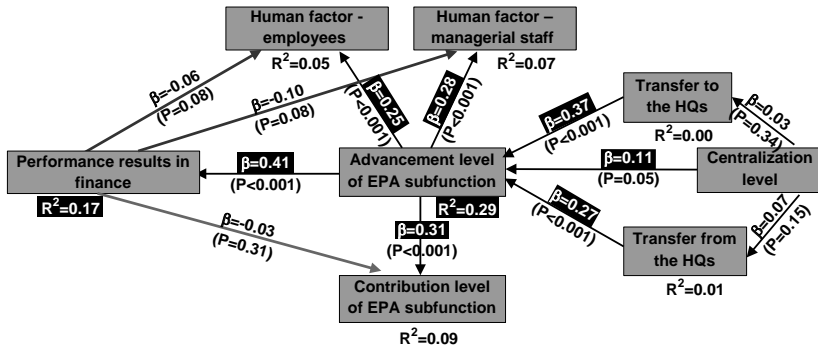 Human factor -
employees
R²=0.05
Human factor –
managerial staff
R²=0.07
β=-0.06
(P=0.08)
β=-0.10
(P=0.08)
β=0.25
(P<0.001)
β=0.28
(P<0.001)
Transfer to
the HQs
R²=0.00
β=0.37
(P<0.001)
β=0.03
(P=0.34)
Performance results in
finance
R²=0.17
β=0.41
(P<0.001)
Advancement level
of EPA subfunction
R²=0.29
β=0.11
(P=0.05)
Centralization
level
β=-0.03
(P=0.31)
β=0.31
(P<0.001)
β=0.27
(P<0.001)
β=0.07
(P=0.15)
Transfer from
the HQs
R²=0.01
Contribution level
of EPA subfunction
R²=0.09